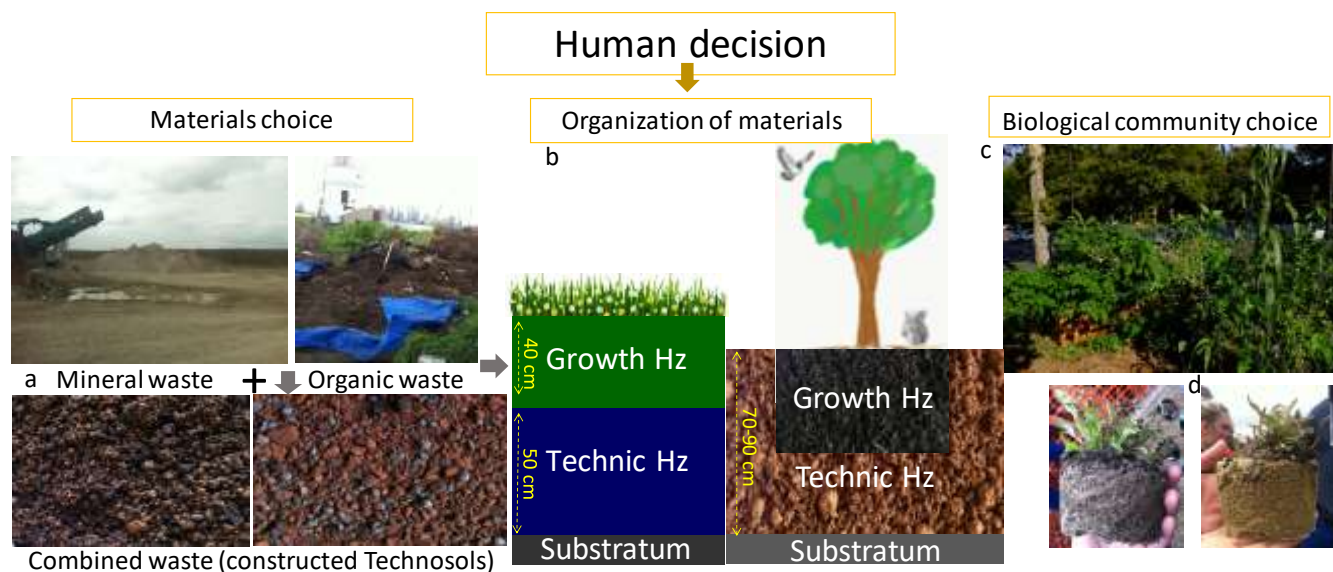 Human decision
Materials choice
Organization of materials
Biological community choice
a
Mineral waste + Organic waste
Combined waste (constructed Technosols)
b
40 cm
Growth Hz
50 cm
Technic Hz
Substratum
70-90 cm
Growth Hz
Technic Hz
Substratum
c
d